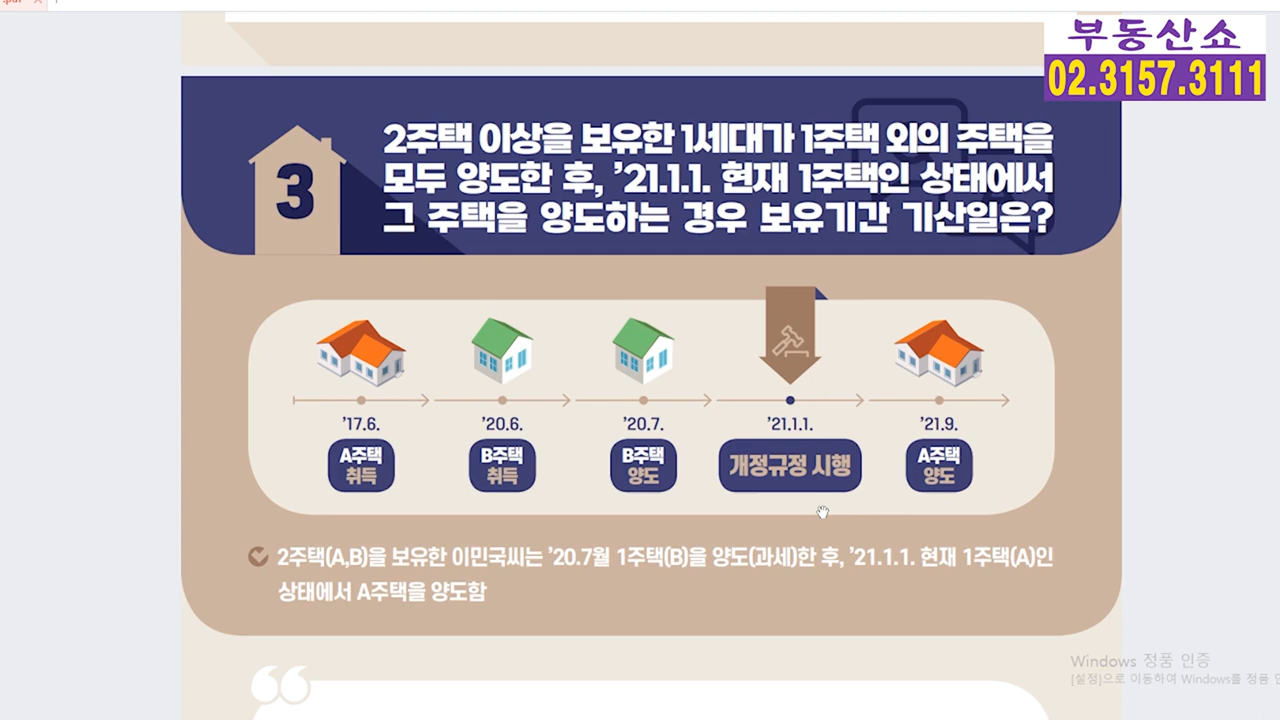 부동산쇼
02.3157.3111
3
2주택 이상을 보유한 1세대가 1주택 외의 주택을
모두 양도한 후, ’21.1.1. 현재 1주택인 상태에서
그 주택을 양도하는 경우 보유기간 기산일은?
’17.6.
’20.6.
’20.7.
’21.1.1.
’21.9.
A주택
취득
B주택
취득
B주택
양도
개정규정 시행
A주택
양도
2주택(A,B)을 보유한 이민국씨는 ’20.7월 1주택(B)을 양도(과세)한 후, ’21.1.1. 현재 1주택(A)인
상태에서 A주택을 양도함
Windows 정품 인증
[설정]으로 이동하여 Windows를 정품